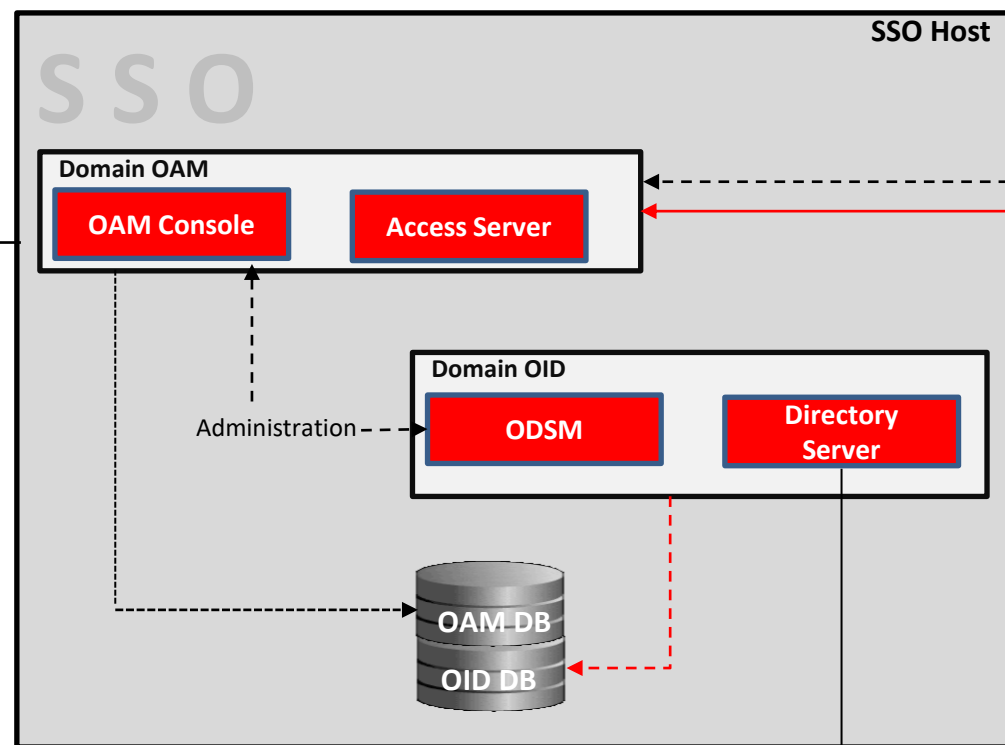 SSO Host
S S O
Domain OAM
OAM Console
Access Server
Domain OID
Administration
ODSM
Directory
Server
OAM DB
OID DB